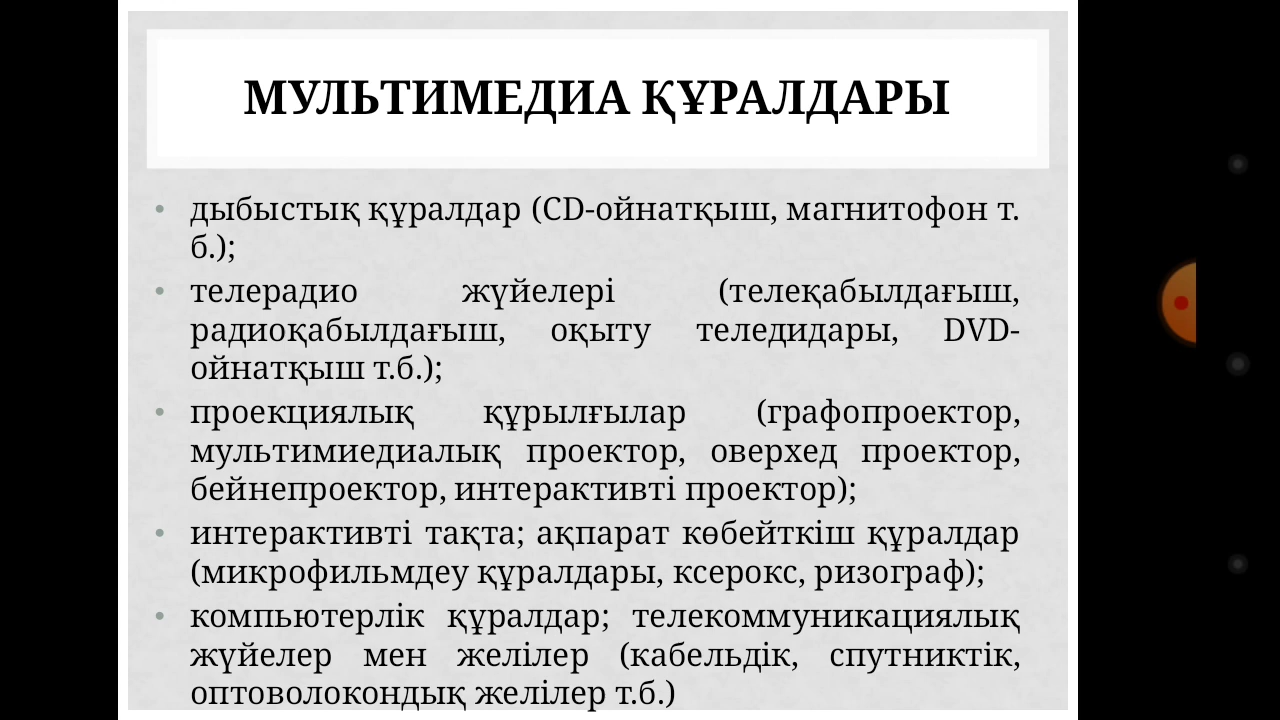 МУЛЬТИМЕДИА ҚҰРАЛДАРЫ
• дыбыстық құралдар (CD-ойнатқыш, магнитофон т.
б.);
• телерадио жүйелері (телеқабылдағыш,
радиоқабылдағыш, оқыту теледидары, DVD-
ойнатқыш т.б.);
• проекциялық құрылғылар (графопроектор,
мультимиедиалық проектор, оверхед проектор,
бейнепроектор, интерактивті проектор);
• интерактивті тақта; ақпарат көбейткіш құралдар
(микрофильмдеу құралдары, ксерокс, ризограф);
• компьютерлік құралдар; телекоммуникациялық
жүйелер мен желілер (кабельдік, спутниктік,
оптоволокондық желілер т.б.)